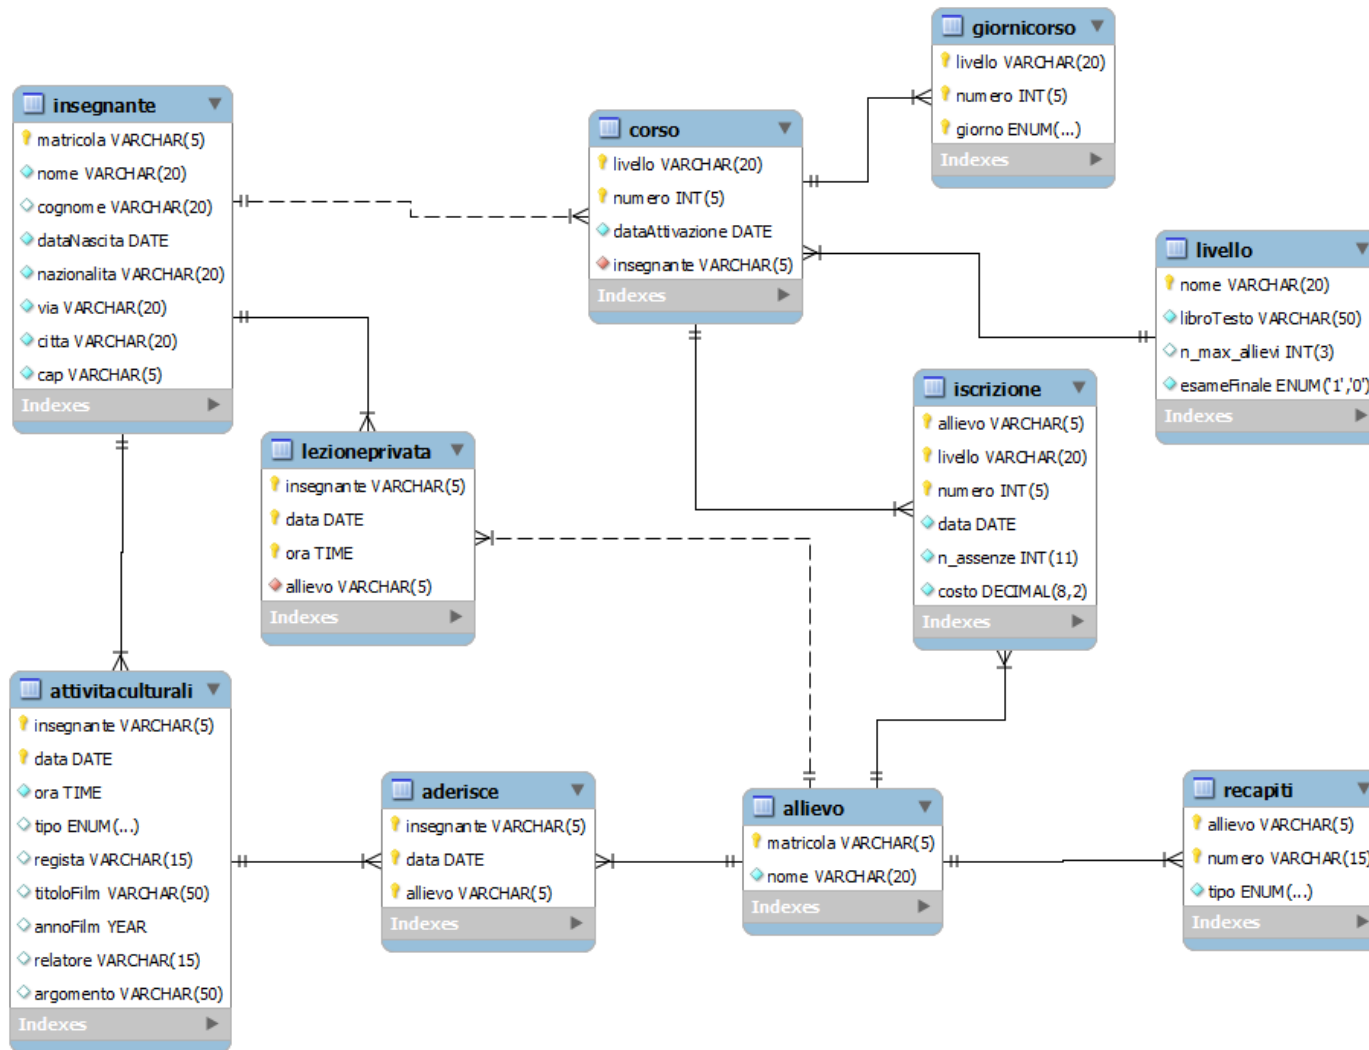 giornicorso
livello VARCHAR(20)
numero INT(5)
giorno ENUM(...)
Indexes
insegnante
matricola VARCHAR(5)
nome VARCHAR(20)
cognome VARCHAR(20)
dataNascita DATE
nazionalita VARCHAR(20)
via VARCHAR(20)
citta VARCHAR(20)
cap VARCHAR(5)
Indexes
corso
livello VARCHAR(20)
numero INT(5)
dataAttivazione DATE
insegnante VARCHAR(5)
Indexes
livello
nome VARCHAR(20)
libroTesto VARCHAR(50)
n_max_allievi INT(3)
esameFinale ENUM('1','0')
Indexes
iscrizione
allievo VARCHAR(5)
livello VARCHAR(20)
numero INT(5)
data DATE
n_assenze INT(11)
costo DECIMAL(8,2)
Indexes
lezioneprivata
insegnante VARCHAR(5)
data DATE
ora TIME
allievo VARCHAR(5)
Indexes
attivitaculturali
insegnante VARCHAR(5)
data DATE
ora TIME
tipo ENUM(...)
regista VARCHAR(15)
titoloFilm VARCHAR(50)
annoFilm YEAR
relatore VARCHAR(15)
argomento VARCHAR(50)
Indexes
aderisce
insegnante VARCHAR(5)
data DATE
allievo VARCHAR(5)
Indexes
allievo
matricola VARCHAR(5)
nome VARCHAR(20)
Indexes
recapiti
allievo VARCHAR(5)
numero VARCHAR(15)
tipo ENUM(...)
Indexes